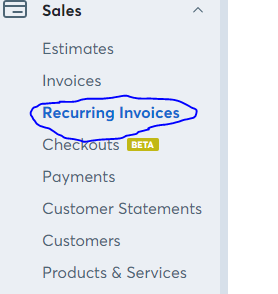 Sales
Estimates
Invoices
Recurring Invoices
Checkouts BETA
Payments
Customer Statements
Customers
Products & Services